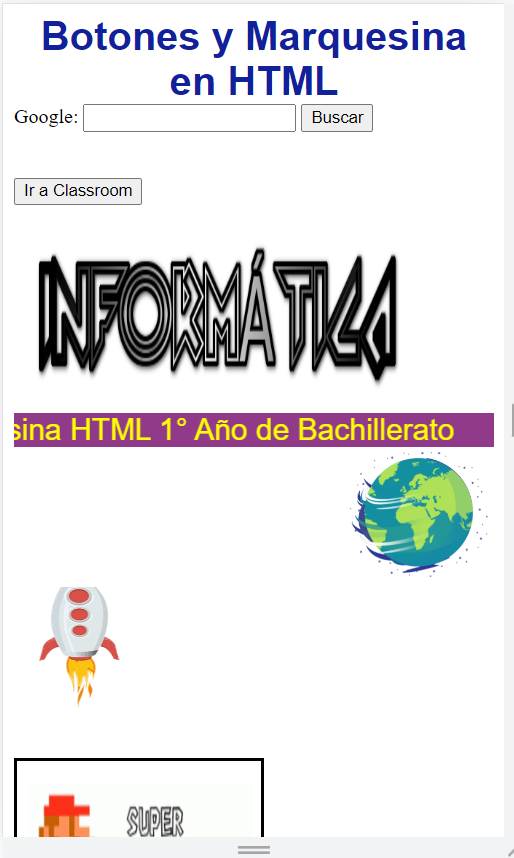 Botones y Marquesina
en HTML
Google: Buscar
Ir a Classroom
INFORMÁTICA
sina HTML 1° Año de Bachillerato
SUPER